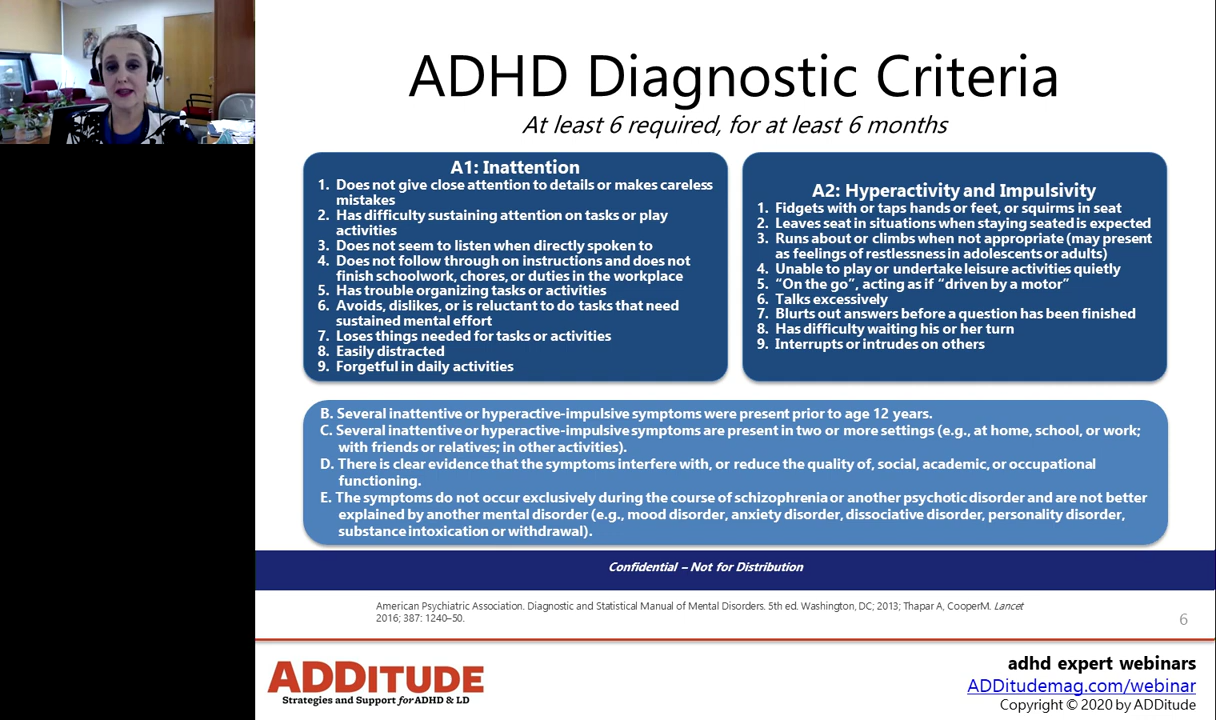 ADHD Diagnostic Criteria
At least 6 required, for at least 6 months
A1: Inattention
1. Does not give close attention to details or makes careless
mistakes
2. Has difficulty sustaining attention on tasks or play
activities
3. Does not seem to listen when directly spoken to
4. Does not follow through on instructions and does not
finish schoolwork, chores, or duties in the workplace
5. Has trouble organizing tasks or activities
6. Avoids, dislikes, or is reluctant to do tasks that need
sustained mental effort
7. Loses things needed for tasks or activities
8. Easily distracted
9. Forgetful in daily activities
A2: Hyperactivity and Impulsivity
1. Fidgets with or taps hands or feet, or squirms in seat
2. Leaves seat in situations when staying seated is expected
3. Runs about or climbs when not appropriate (may present
as feelings of restlessness in adolescents or adults)
4. Unable to play or undertake leisure activities quietly
5. “On the go”, acting as if “driven by a motor”
6. Talks excessively
7. Blurts out answers before a question has been finished
8. Has difficulty waiting his or her turn
9. Interrupts or intrudes on others
B. Several inattentive or hyperactive-impulsive symptoms were present prior to age 12 years.
C. Several inattentive or hyperactive-impulsive symptoms are present in two or more settings (e.g., at home, school, or work;
with friends or relatives; in other activities).
D. There is clear evidence that the symptoms interfere with, or reduce the quality of, social, academic, or occupational
functioning.
E. The symptoms do not occur exclusively during the course of schizophrenia or another psychotic disorder and are not better
explained by another mental disorder (e.g., mood disorder, anxiety disorder, dissociative disorder, personality disorder,
substance intoxication or withdrawal).
Confidential – Not for Distribution
American Psychiatric Association. Diagnostic and Statistical Manual of Mental Disorders. 5th ed. Washington, DC; 2013; Thapar A, CooperM. Lancet
2016; 387: 1240–50.
6
ADDITUDE
Strategies and Support for ADHD & LD
adhd expert webinars
ADDitudemag.com/webinar
Copyright © 2020 by ADDitude